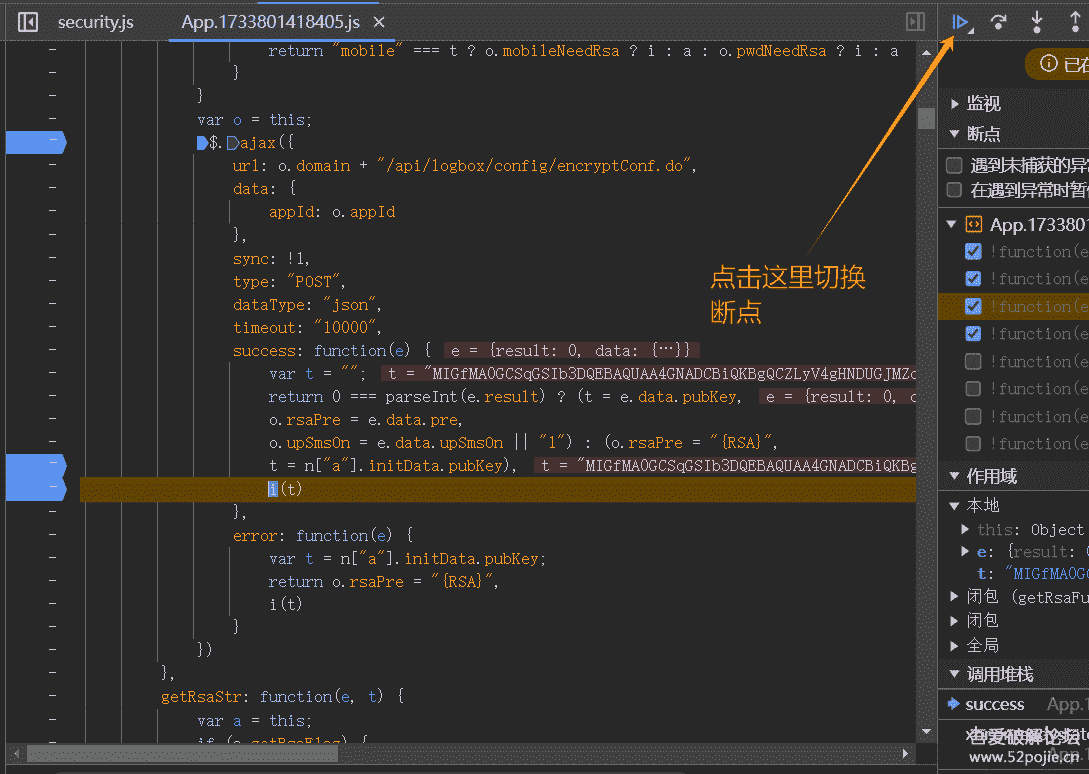 security.js
App.1733801418405.js ×
return "mobile" === t ? o.mobileNeedRsa ? i : a : o.pwdNeedRsa ? i : a
}
}
var o = this;
$.ajax({
url: o.domain + "/api/logbox/config/encryptConf.do",
data: {
appId: o.appId
},
sync: !1,
type: "POST",
dataType: "json",
timeout: "10000",
success: function(e) { e = {result: 0, data: {…}}
var t = ""; t = "MIGfMA0GCSqGSIb3DQEBAQUAA4GNADCBiQKBgQCZLyV4gHNDUGJMZ
return 0 === parseInt(e.result) ? (t = e.data.pubKey, e = {result: 0,
o.rsaPre = e.data.pre,
o.upSmsOn = e.data.upSmsOn || "1") : (o.rsaPre = "{RSA}",
t = n["a"].initData.pubKey), t = "MIGfMA0GCSqGSIb3DQEBAQUAA4GNADCBiQKBg
i(t)
},
error: function(e) {
var t = n["a"].initData.pubKey;
return o.rsaPre = "{RSA}",
i(t)
}
})
},
getRsaStr: function(e, t) {
var a = this;
点击这里切换
断点
已在
监视
断点
遇到未捕获的异常
在遇到异常时暂停
App.173380
!function(e
!function(e
!function(e
!function(e
!function(e
!function(e
!function(e
!function(e
作用域
本地
this: Object
e: {result: 0
t: "MIGfMA0GC
闭包 (getRsaFu
闭包
全局
调用堆栈
success App.1
吾爱破解论坛
www.52pojie.cn